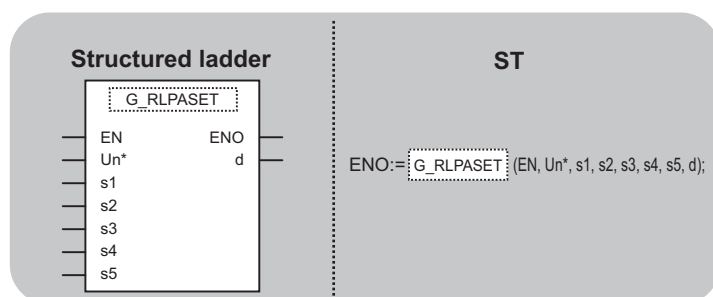 Structured ladder
G_RLPASET
EN ENO
Un* d
s1
s2
s3
s4
s5
ST
ENO:= G_RLPASET (EN, Un*, s1, s2, s3, s4, s5, d);